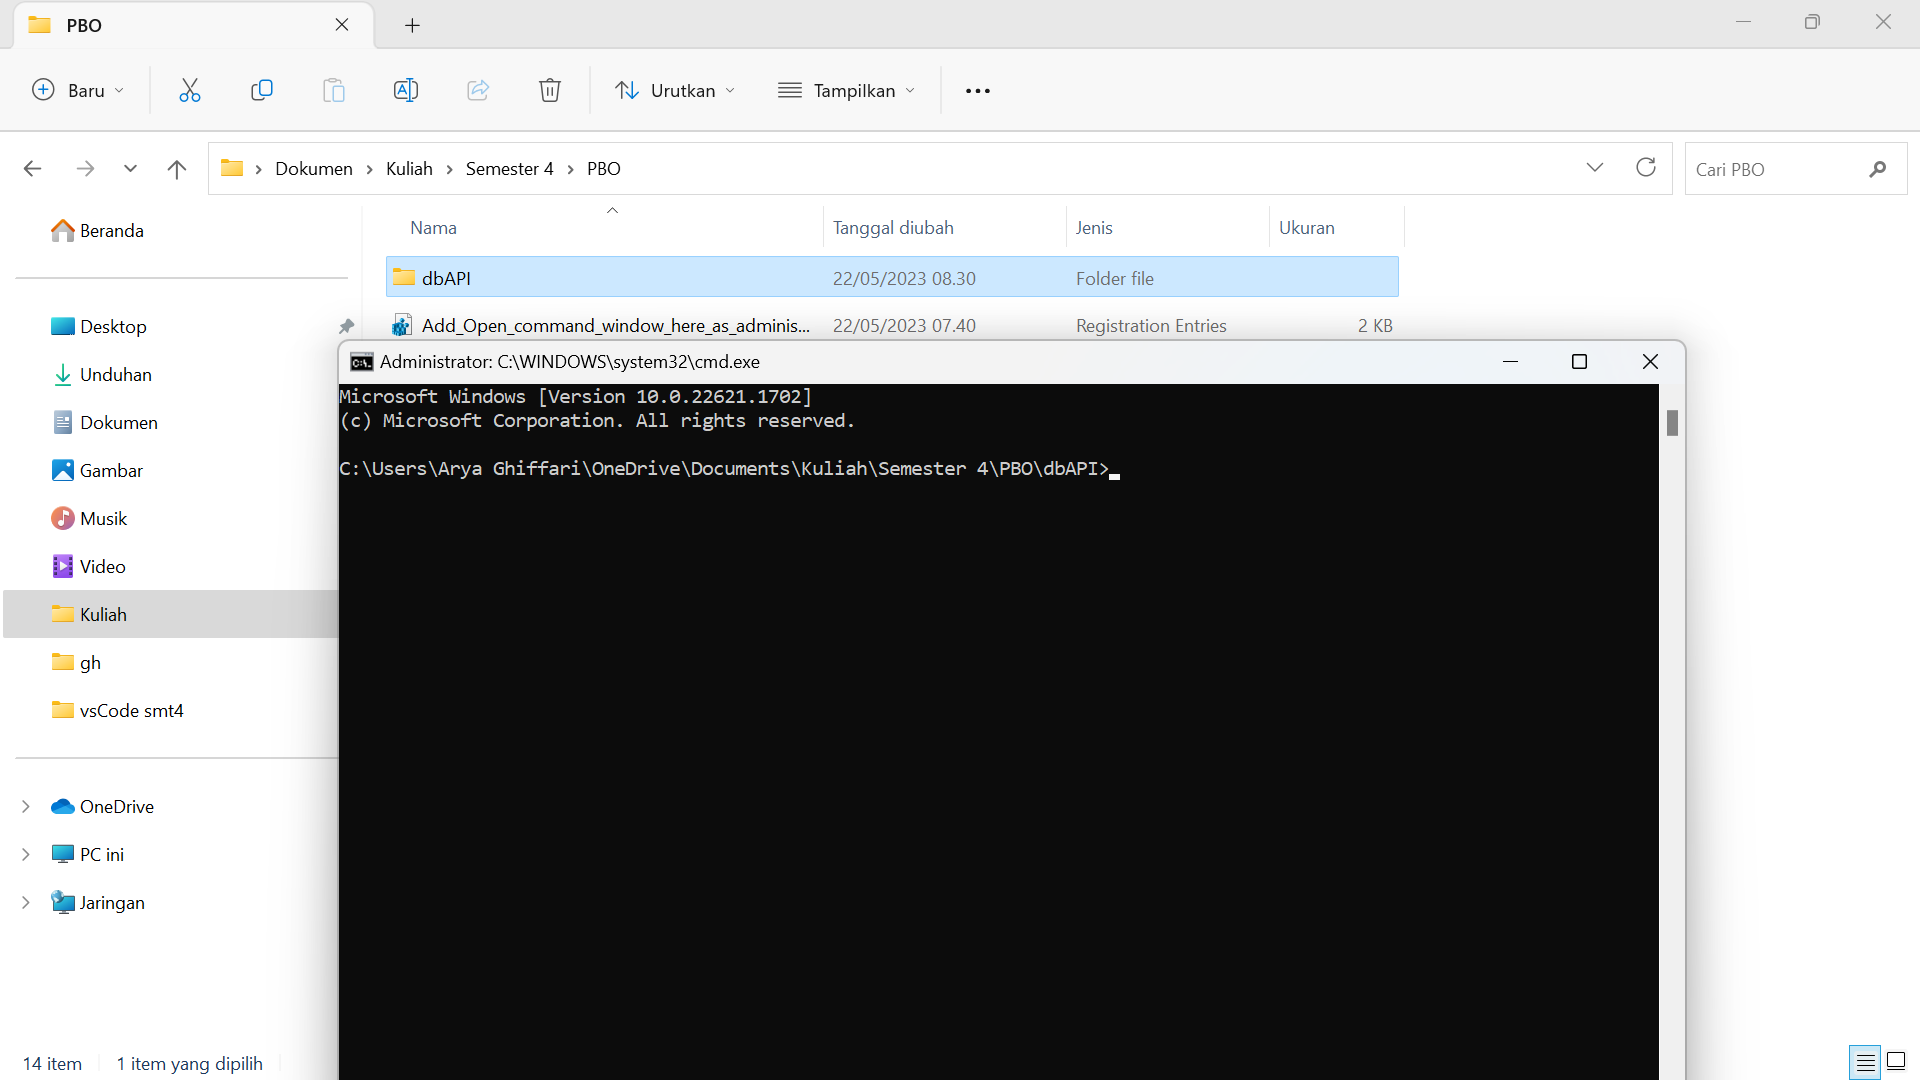 PBO
Baru
Urutkan
Tampilkan
Dokumen > Kuliah > Semester 4 > PBO
Cari PBO
Beranda
Desktop
Unduhan
Dokumen
Gambar
Musik
Video
Kuliah
gh
vsCode smt4
OneDrive
PC ini
Jaringan
Nama Tanggal diubah Jenis Ukuran
dbAPI 22/05/2023 08.30 Folder file
Add_Open_command_window_here_as_adminis... 22/05/2023 07.40 Registration Entries 2 KB
Administrator: C:\WINDOWS\system32\cmd.exe
Microsoft Windows [Version 10.0.22621.1702]
(c) Microsoft Corporation. All rights reserved.
C:\Users\Arya Ghiffari\OneDrive\Documents\Kuliah\Semester 4\PBO\dbAPI>
14 item 1 item yang dipilih